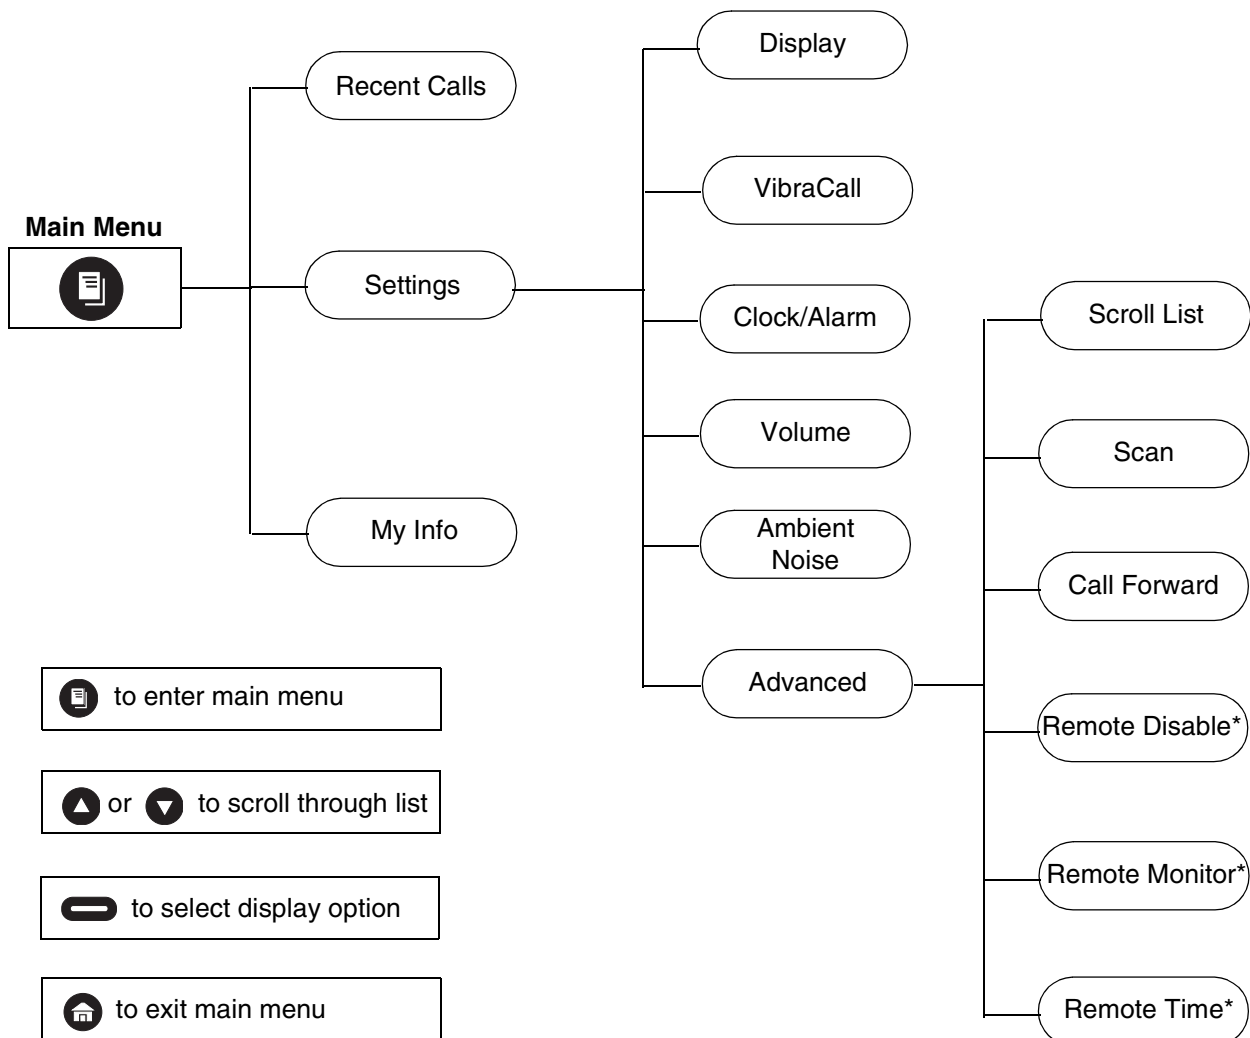 Main Menu
Recent Calls
Settings
My Info
Display
VibraCall
Clock/Alarm
Volume
Ambient
Noise
Advanced
Scroll List
Scan
Call Forward
Remote Disable*
Remote Monitor*
Remote Time*
to enter main menu
or to scroll through list
to select display option
to exit main menu